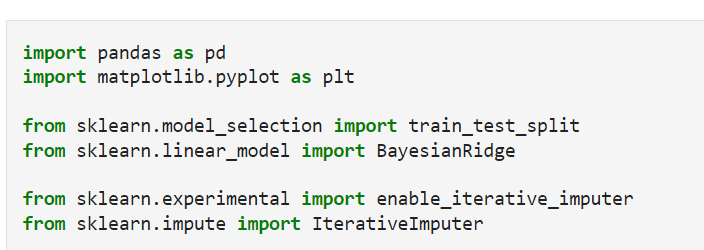 import pandas as pd
import matplotlib.pyplot as plt
from sklearn.model_selection import train_test_split
from sklearn.linear_model import BayesianRidge
from sklearn.experimental import enable_iterative_imputer
from sklearn.impute import IterativeImputer